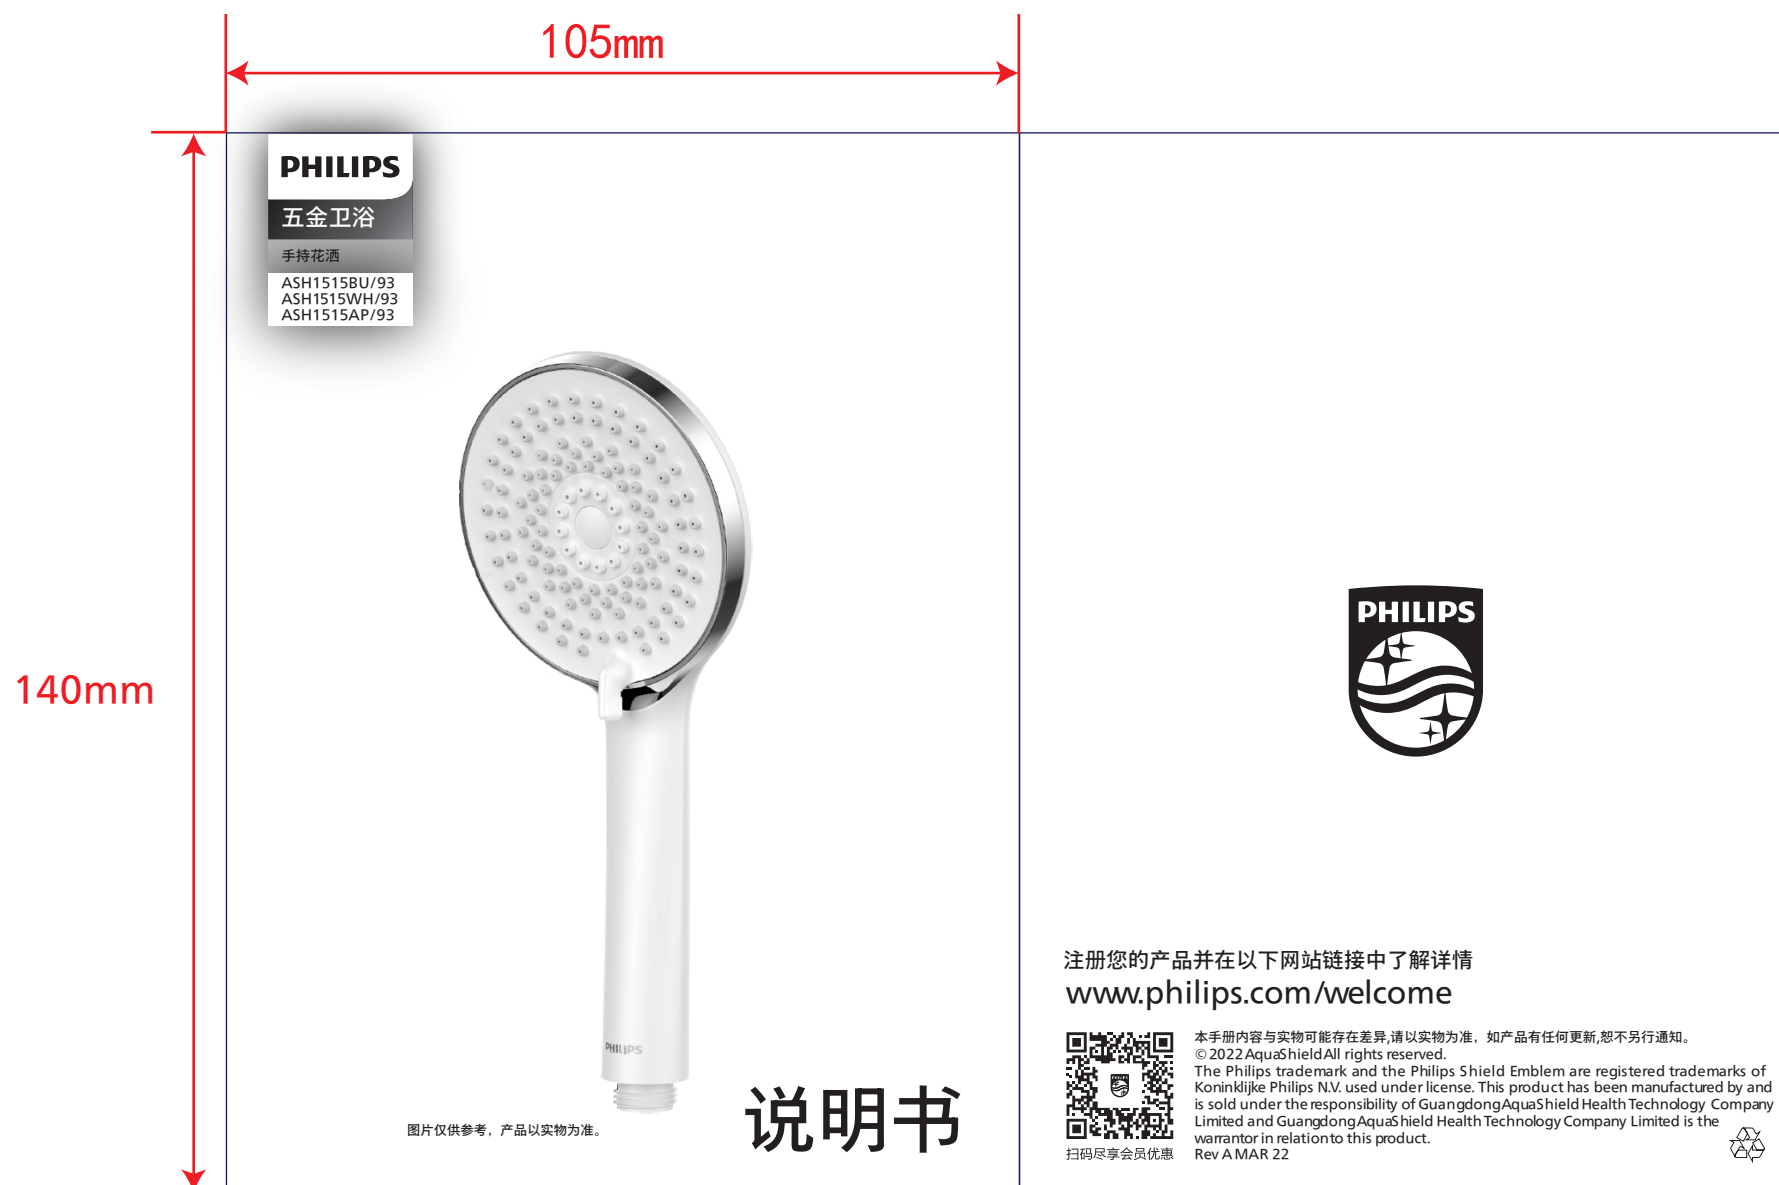 105mm
140mm
PHILIPS
五金卫浴
手持花洒
ASH1515BU/93
ASH1515WH/93
ASH1515AP/93
PHILIPS
图片仅供参考，产品以实物为准。
说明书
PHILIPS
注册您的产品并在以下网站链接中了解详情
www.philips.com/welcome
扫码尽享会员优惠
本手册内容与实物可能存在差异,请以实物为准，如产品有任何更新,恕不另行通知。
© 2022 AquaShield All rights reserved.
The Philips trademark and the Philips Shield Emblem are registered trademarks of
Koninklijke Philips N.V. used under license. This product has been manufactured by and
is sold under the responsibility of Guangdong AquaShield Health Technology Company
Limited and Guangdong AquaShield Health Technology Company Limited is the
warrantor in relation to this product.
Rev A MAR 22